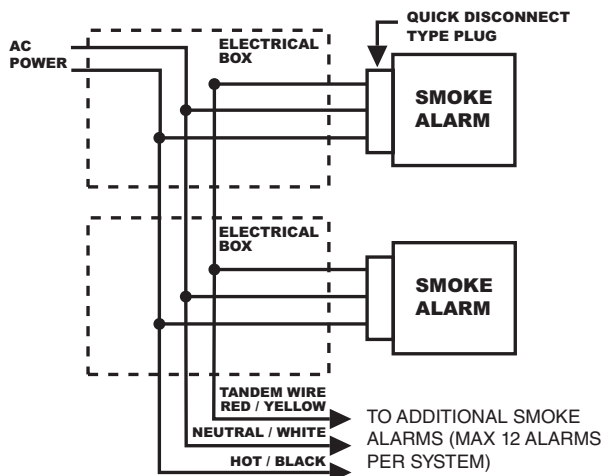 QUICK DISCONNECT
TYPE PLUG
AC
POWER
ELECTRICAL
BOX
SMOKE
ALARM
ELECTRICAL
BOX
SMOKE
ALARM
TANDEM WIRE
RED / YELLOW
NEUTRAL / WHITE
HOT / BLACK
TO ADDITIONAL SMOKE
ALARMS (MAX 12 ALARMS
PER SYSTEM)